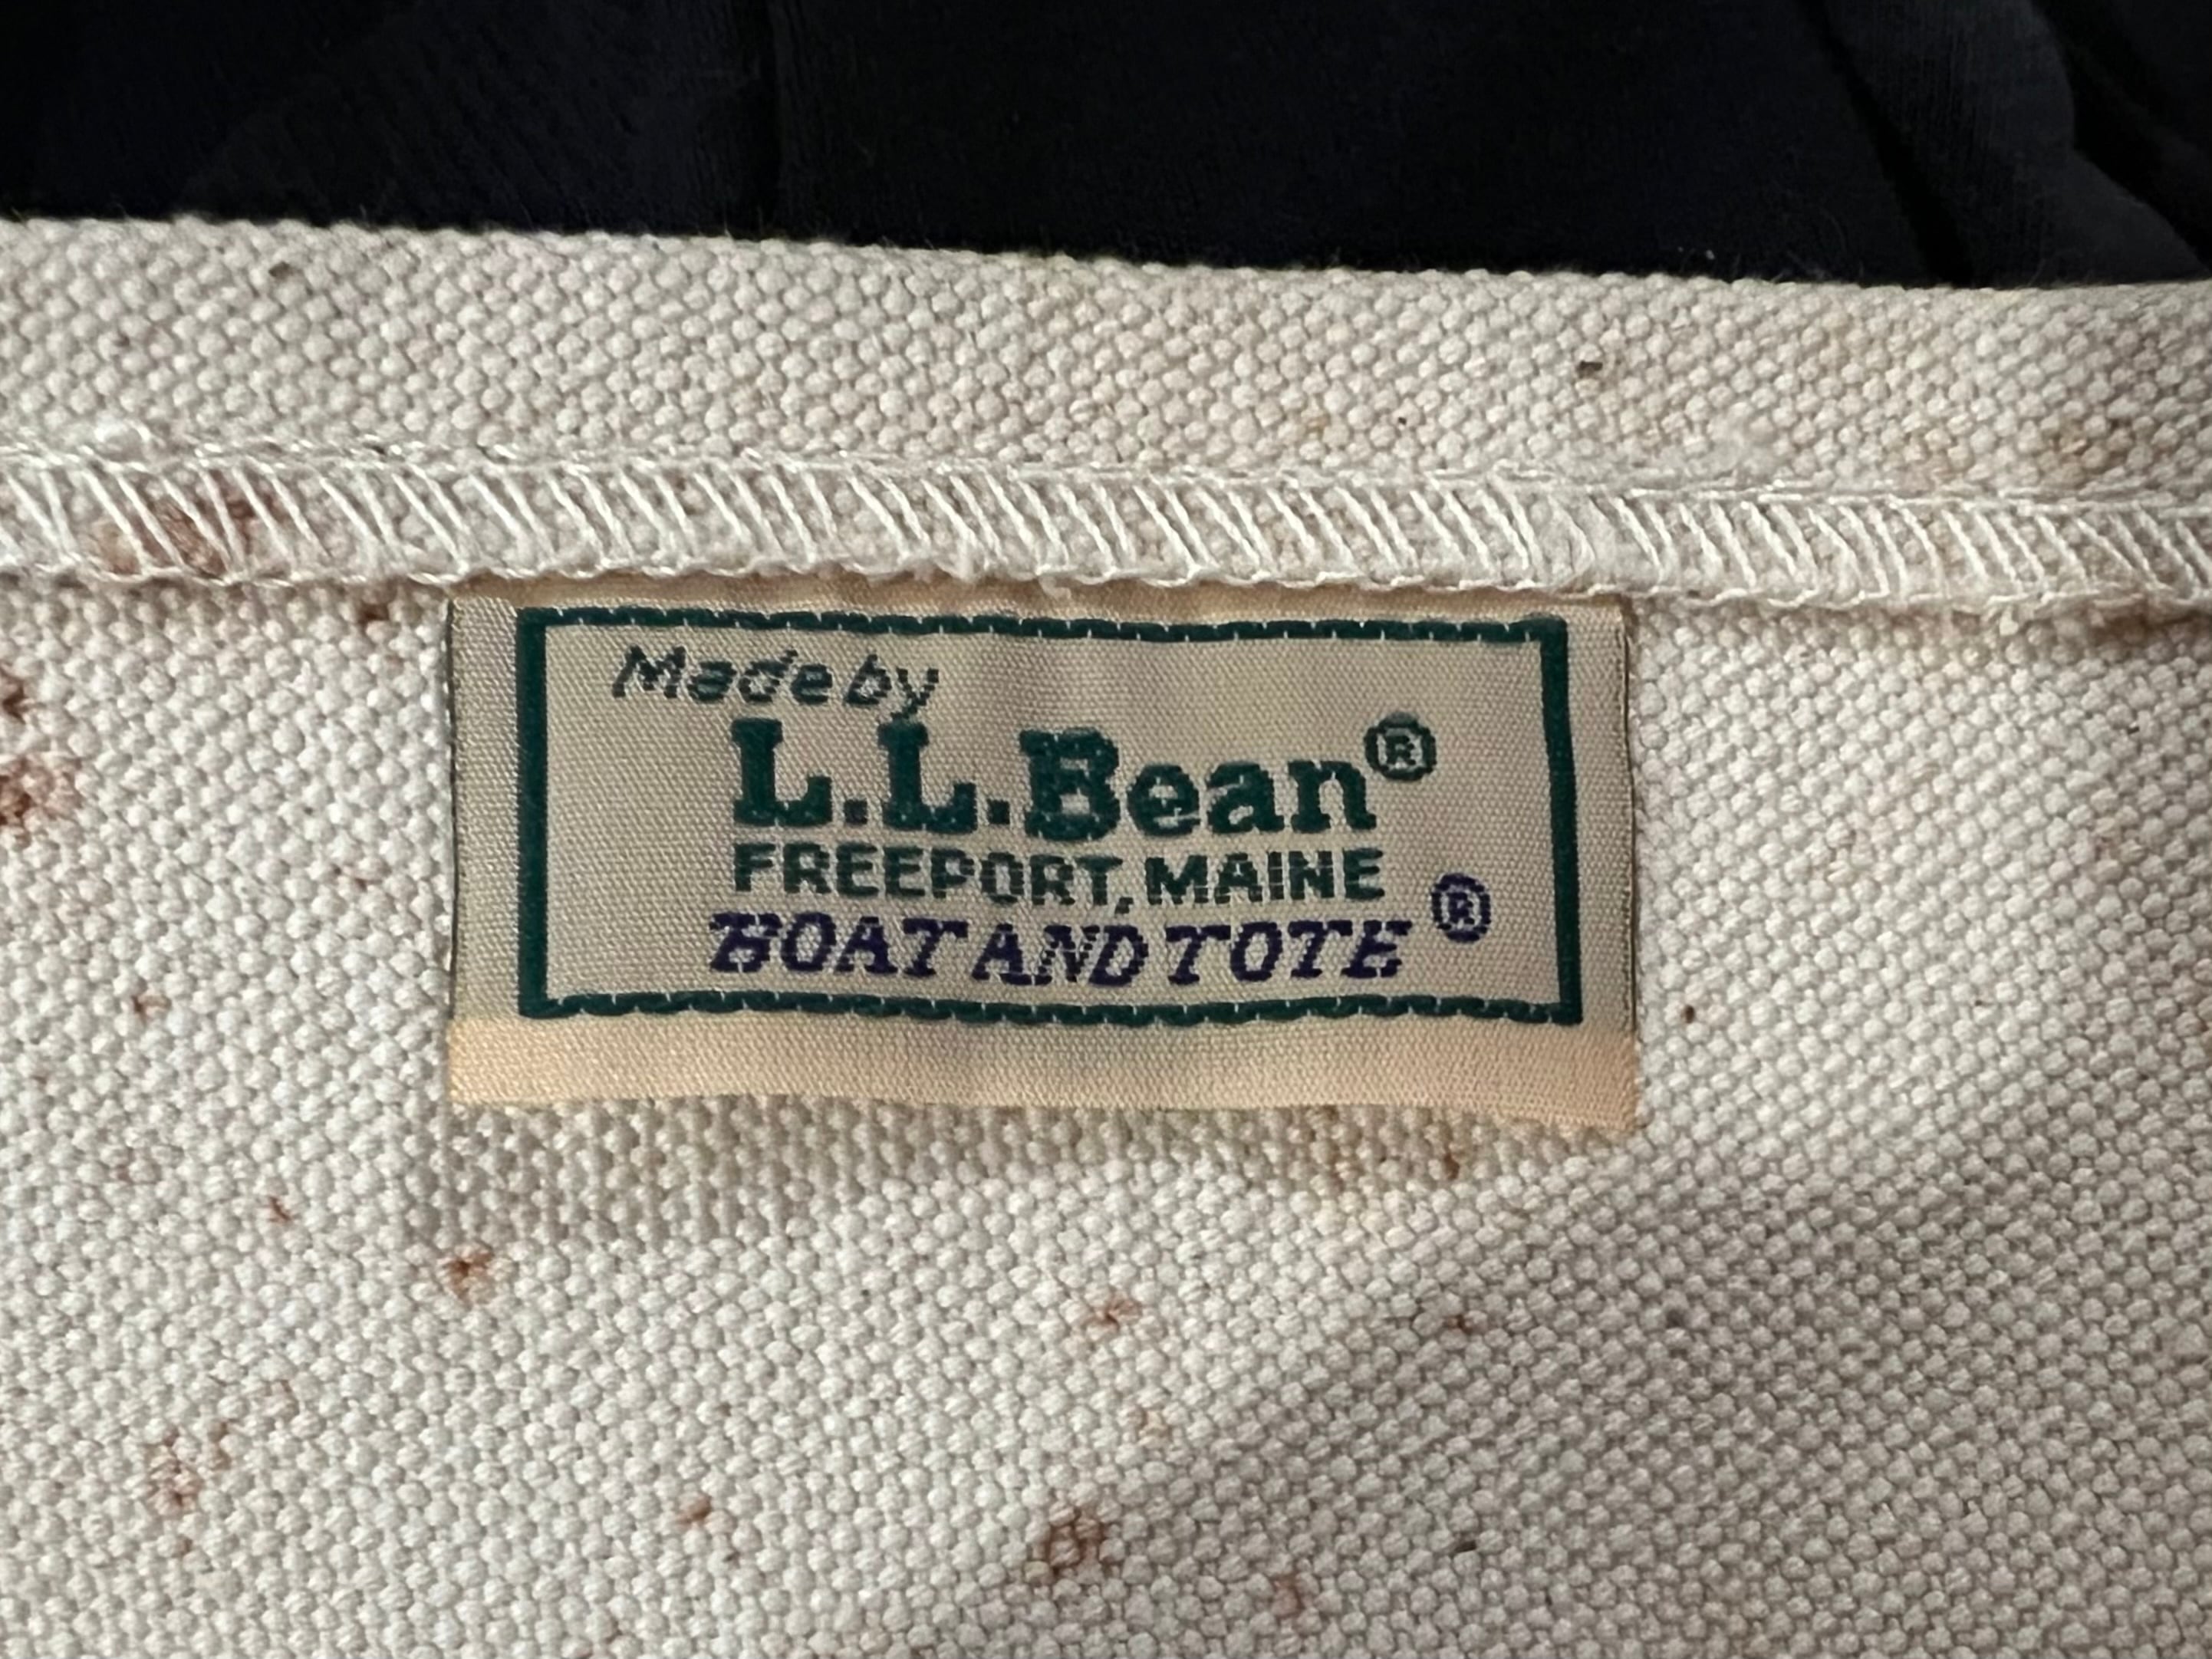 Made by
L.L.Bean®
FREEPORT, MAINE
BOAT AND TOTE®